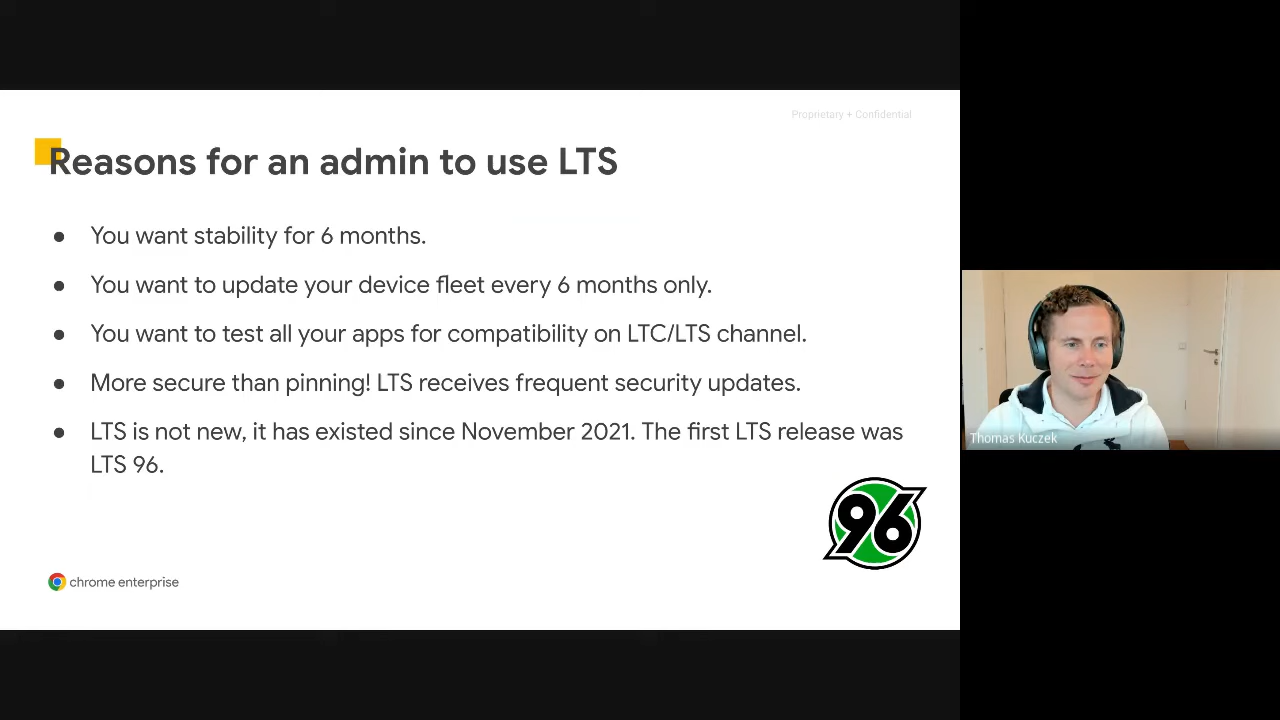 Proprietary + Confidential
Reasons for an admin to use LTS
● You want stability for 6 months.
● You want to update your device fleet every 6 months only.
● You want to test all your apps for compatibility on LTC/LTS channel.
● More secure than pinning! LTS receives frequent security updates.
● LTS is not new, it has existed since November 2021. The first LTS release was
LTS 96.
96
chrome enterprise
Thomas Kuczek